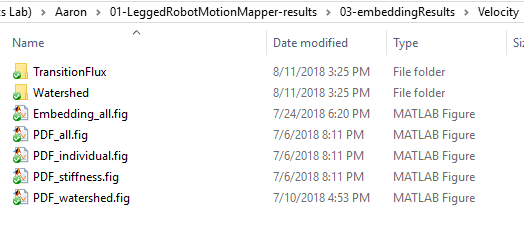 s Lab) > Aaron > 01-LeggedRobotMotionMapper-results > 03-embeddingResults > Velocity
Name Date modified Type
TransitionFlux 8/11/2018 3:25 PM File folder
Watershed 8/11/2018 3:25 PM File folder
Embedding_all.fig 7/24/2018 6:20 PM MATLAB Figure
PDF_all.fig 7/6/2018 8:11 PM MATLAB Figure
PDF_individual.fig 7/6/2018 8:11 PM MATLAB Figure
PDF_stiffness.fig 7/6/2018 8:11 PM MATLAB Figure
PDF_watershed.fig 7/10/2018 4:53 PM MATLAB Figure